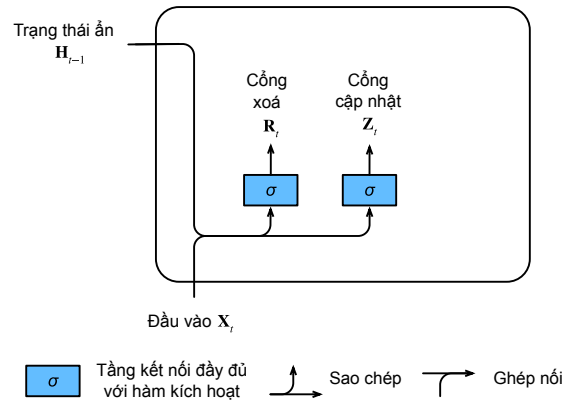 Trạng thái ẩn
H_{t−1}
Cổng
xoá
R_t
Cổng
cập nhật
Z_t
σ
σ
Đầu vào X_t
σ
Tầng kết nối đầy đủ
với hàm kích hoạt
Sao chép
Ghép nối